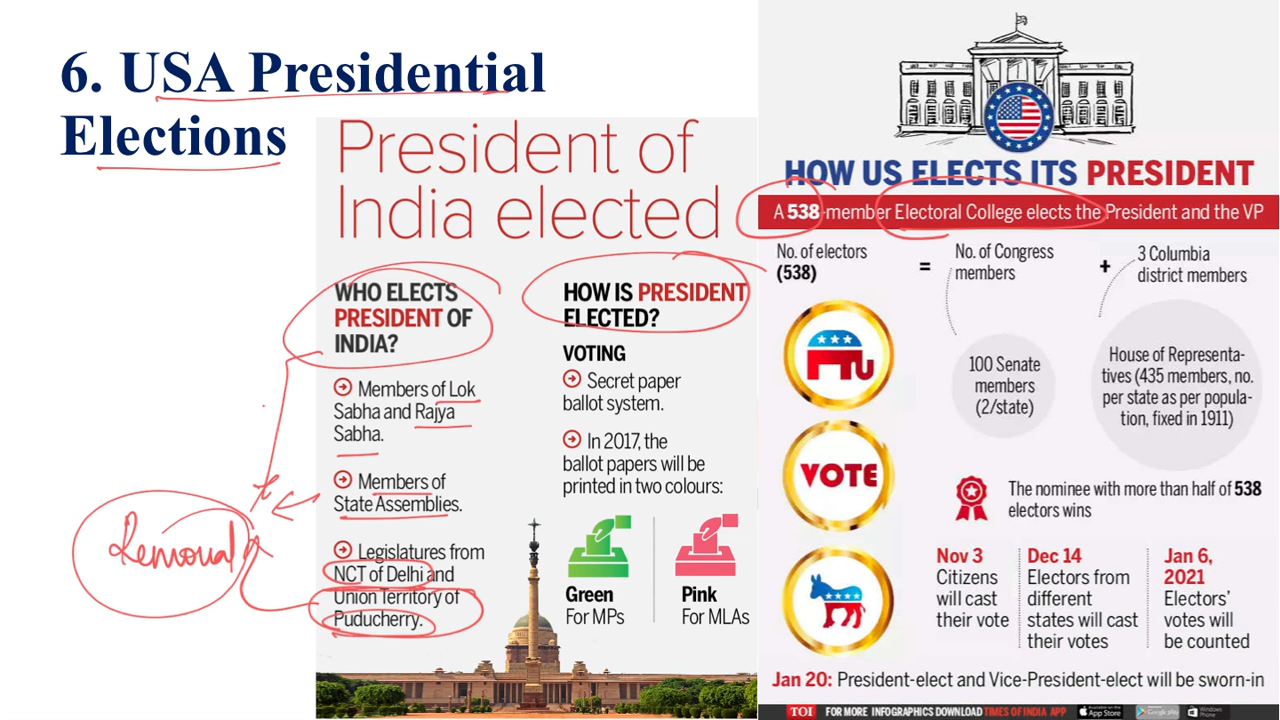 6. USA Presidential
Elections
President of
India elected
WHO ELECTS
PRESIDENT OF
INDIA?
Members of Lok
Sabha and Rajya
Sabha.
Members of
State Assemblies.
Legislatures from
NCT of Delhi and
Union Territory of
Puducherry.
Removal
HOW IS PRESIDENT
ELECTED?
VOTING
Secret paper
ballot system.
In 2017, the
ballot papers will be
printed in two colours:
Green
For MPs
Pink
For MLAs
HOW US ELECTS ITS PRESIDENT
A 538-member Electoral College elects the President and the VP
No. of electors
(538)
=
No. of Congress
members
+
3 Columbia
district members
100 Senate
members
(2/state)
House of Representa-
tives (435 members, no.
per state as per popula-
tion, fixed in 1911)
VOTE
The nominee with more than half of 538
electors wins
Nov 3
Citizens
will cast
their vote
Dec 14
Electors from
different
states will cast
their votes
Jan 6,
2021
Electors'
votes will
be counted
Jan 20: President-elect and Vice-President-elect will be sworn-in
TOI FOR MORE INFOGRAPHICS DOWNLOAD TIMES OF INDIA APP
App Store
Google play
Windows Phone